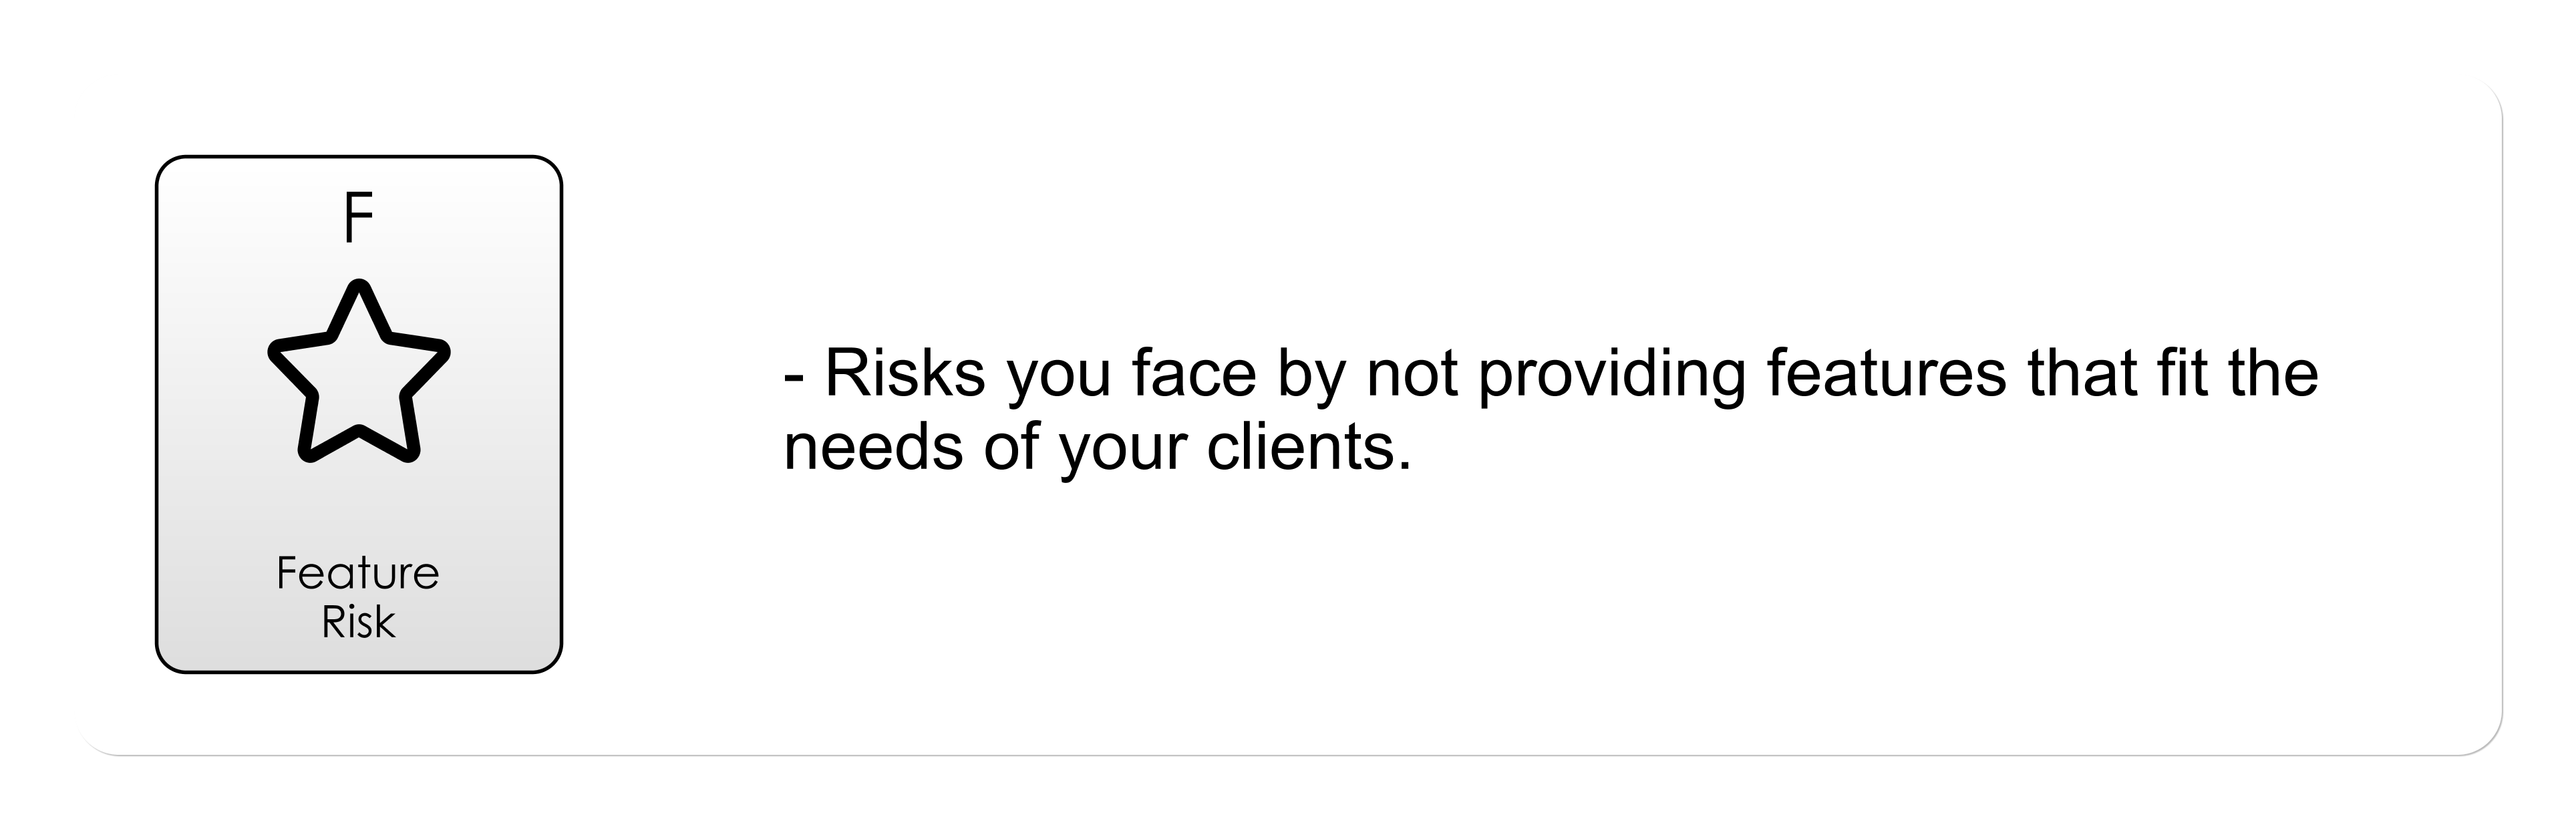 F
Feature
Risk
- Risks you face by not providing features that fit the
needs of your clients.